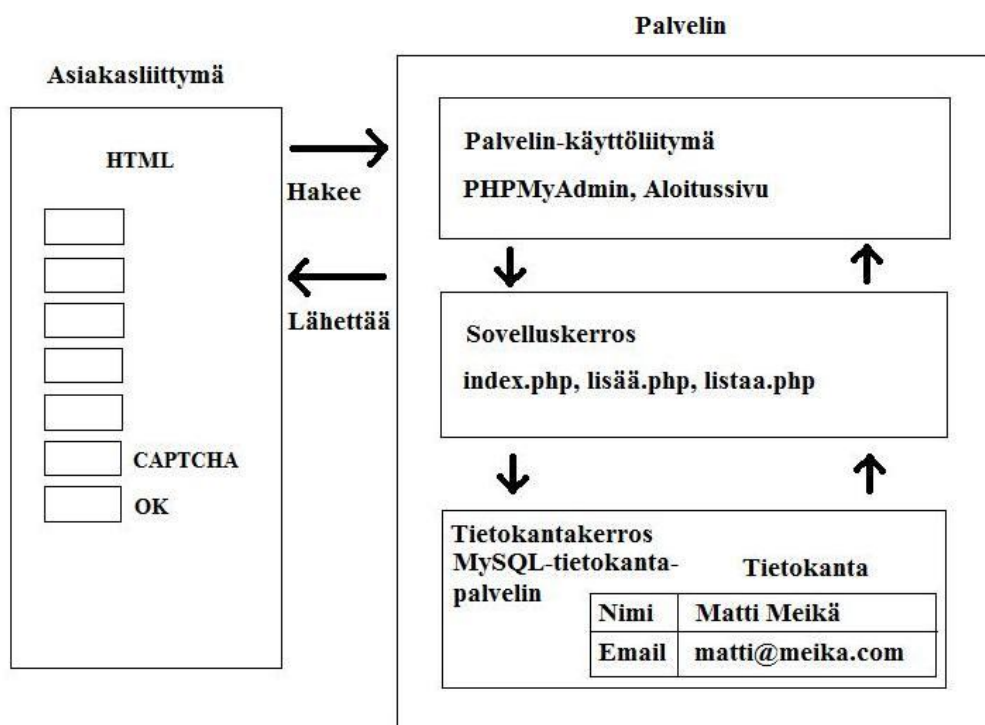 Palvelin
Asiakasliittymä
HTML
CAPTCHA
OK
Hakee
Lähettää
Palvelin-käyttöliitymä
PHPMyAdmin, Aloitussivu
Sovelluskerros
index.php, lisää.php, listaa.php
Tietokantakerros
MySQL-tietokanta-
palvelin
Tietokanta
Nimi Matti Meikä
Email matti@meika.com